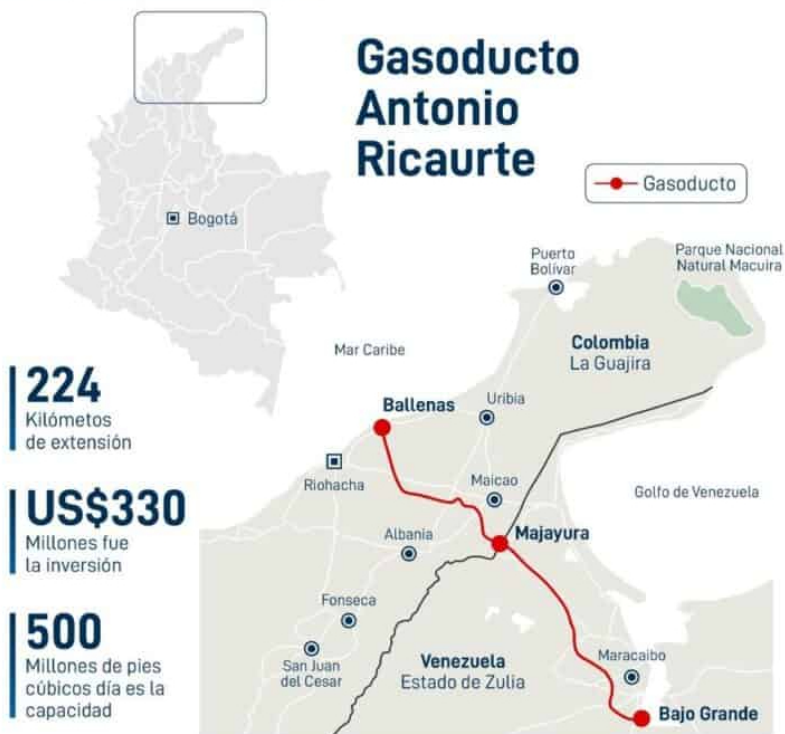 Gasoducto
Antonio
Ricaurte
Gasoducto
Bogotá
Puerto
Bolívar
Parque Nacional
Natural Macuira
Mar Caribe
Colombia
La Guajira
224
Kilómetos
de extensión
Ballenas
Uribia
Riohacha
Maicao
Golfo de Venezuela
US$330
Millones fue
la inversión
Albania
Majayura
Fonseca
500
Millones de pies
cúbicos día es la
capacidad
San Juan
del Cesar
Venezuela
Estado de Zulia
Maracaibo
Bajo Grande